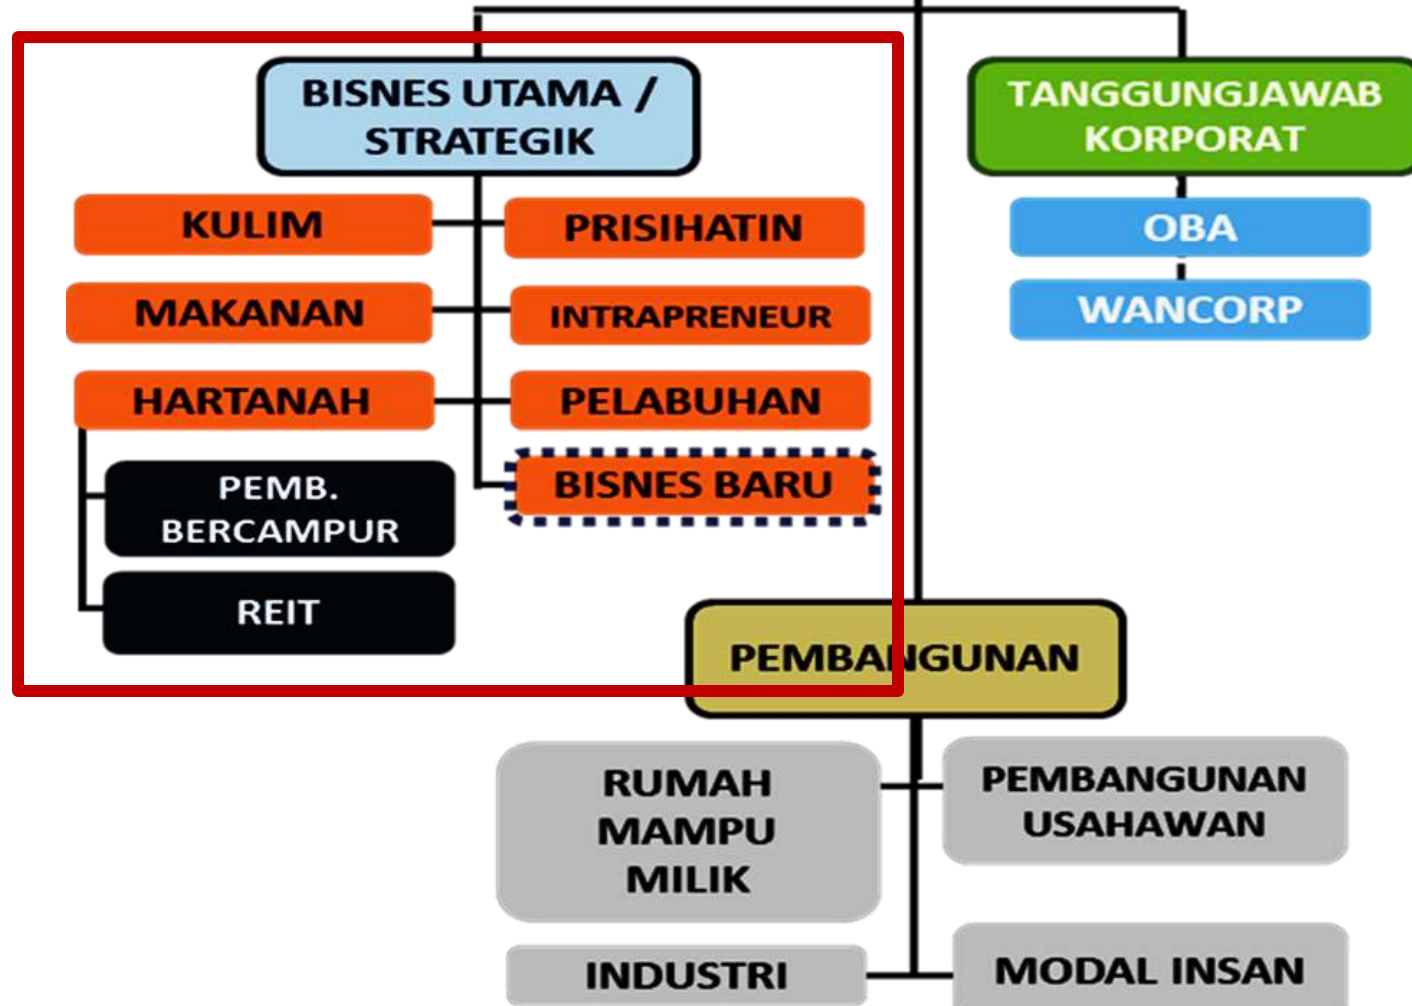 BISNES UTAMA /
STRATEGIK
TANGGUNGJAWAB
KORPORAT
KULIM
PRISIHATIN
OBA
MAKANAN
INTRAPRENEUR
WANCORP
HARTANAH
PELABUHAN
PEMB.
BERCAMPUR
BISNES BARU
REIT
PEMBANGUNAN
RUMAH
MAMPU
MILIK
PEMBANGUNAN
USAHAWAN
INDUSTRI
MODAL INSAN